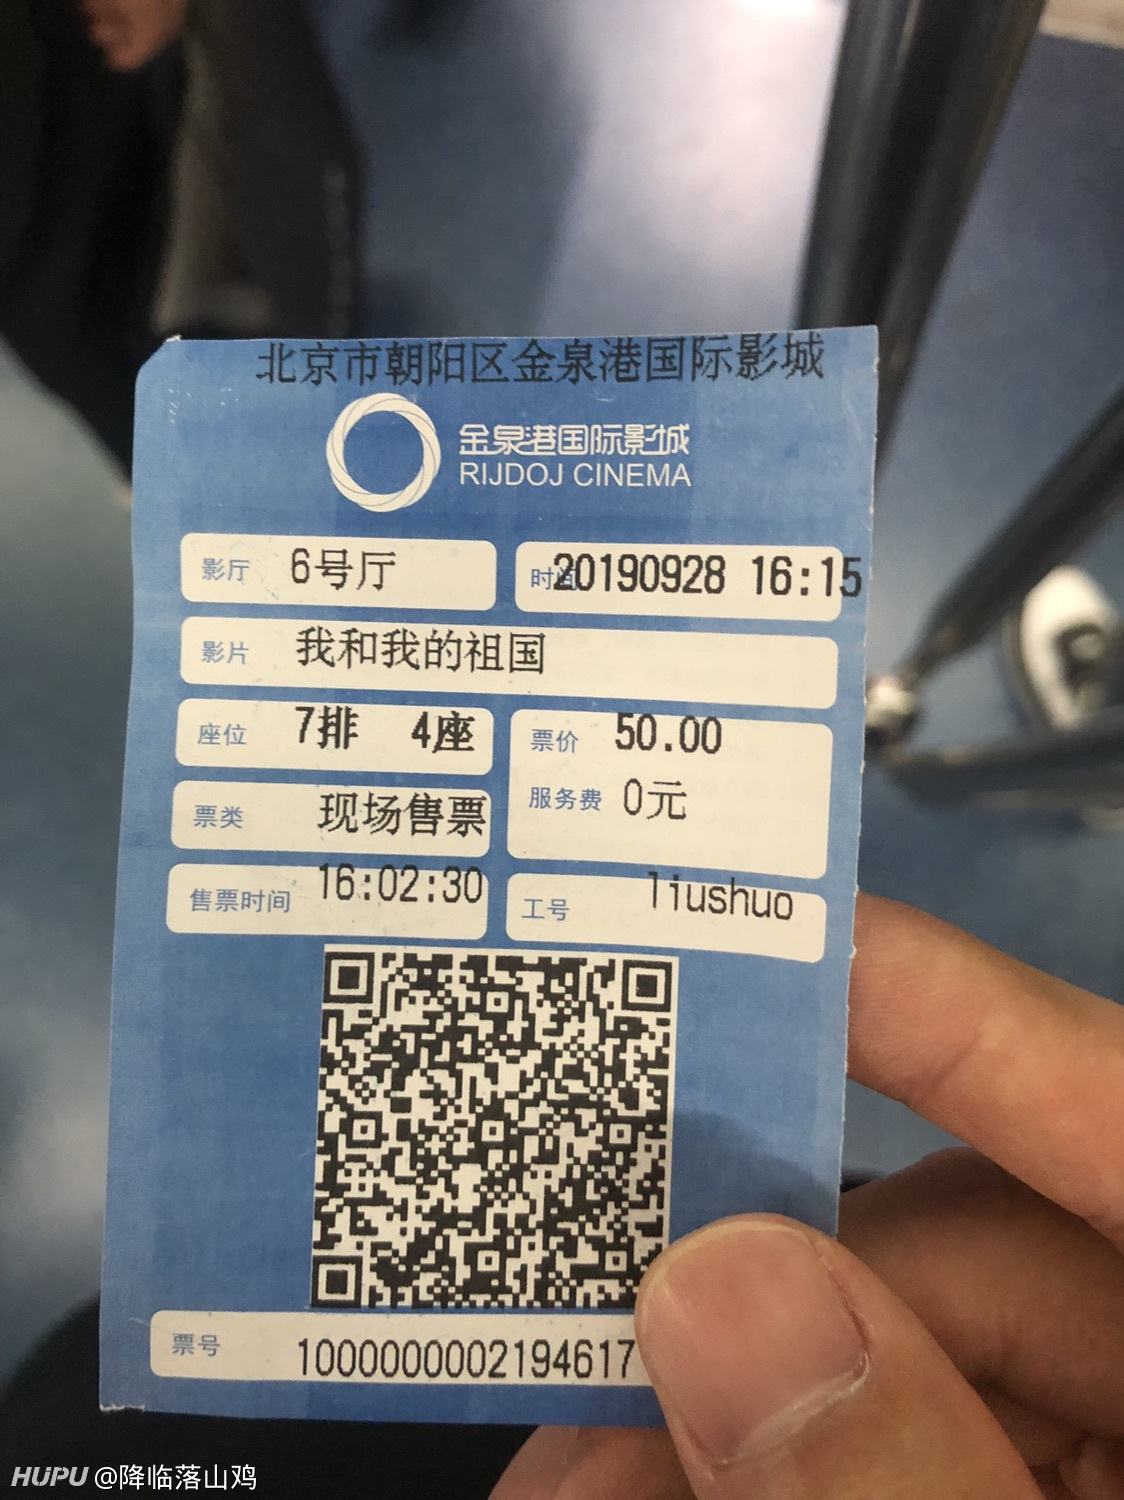 北京市朝阳区金泉港国际影城
金泉港国际影城
RIJDOJ CINEMA
影厅 6号厅
时间 20190928 16:15
影片 我和我的祖国
座位 7排 4座
票价 50.00
服务费 0元
票类 现场售票
售票时间 16:02:30
工号 liushuo
票号 1000000002194617
HUPU @降临落山鸡